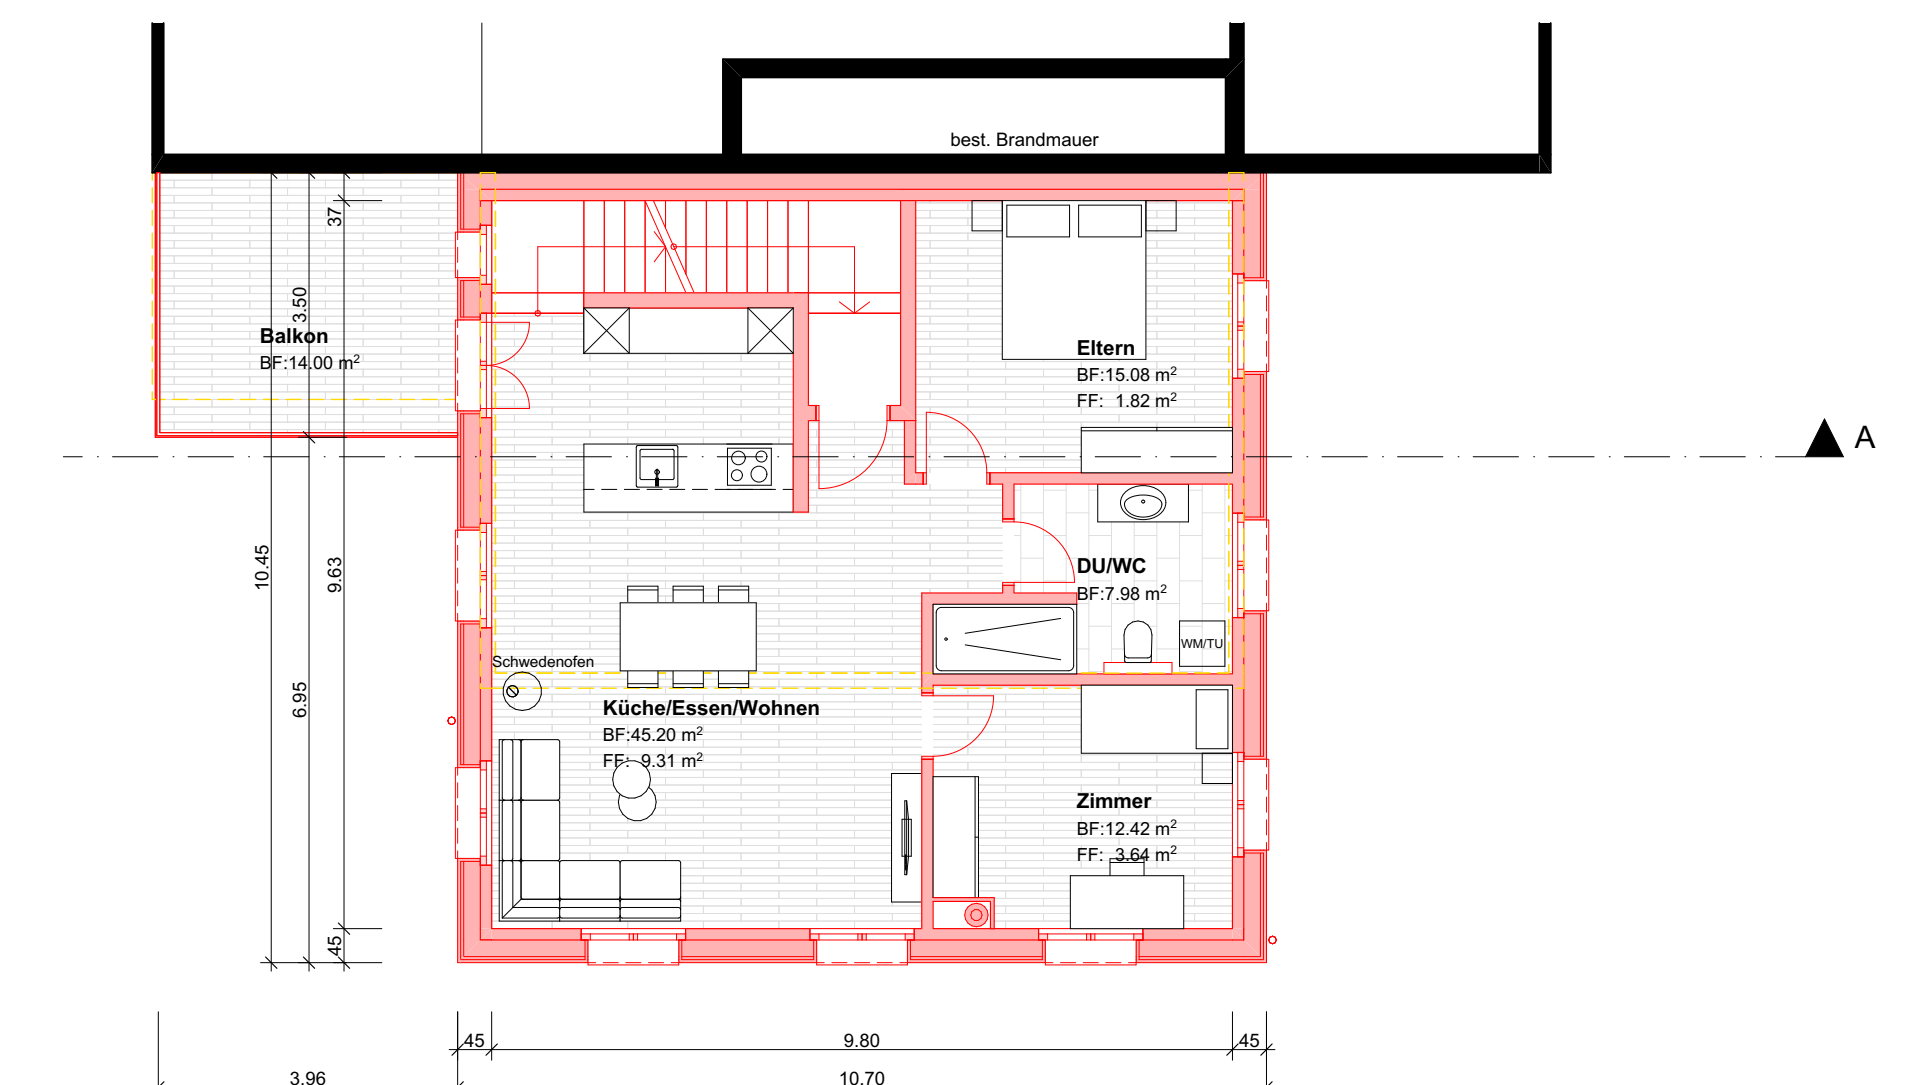 best. Brandmauer
37
3.50
Balkon
BF:14.00 m²
Eltern
BF:15.08 m²
FF: 1.82 m²
A
10.45
9.63
6.95
45
DU/WC
BF:7.98 m²
WM/TU
Schwedenofen
Küche/Essen/Wohnen
BF:45.20 m²
FF: 9.31 m²
Zimmer
BF:12.42 m²
FF: 3.64 m²
45
9.80
45
3.96
10.70